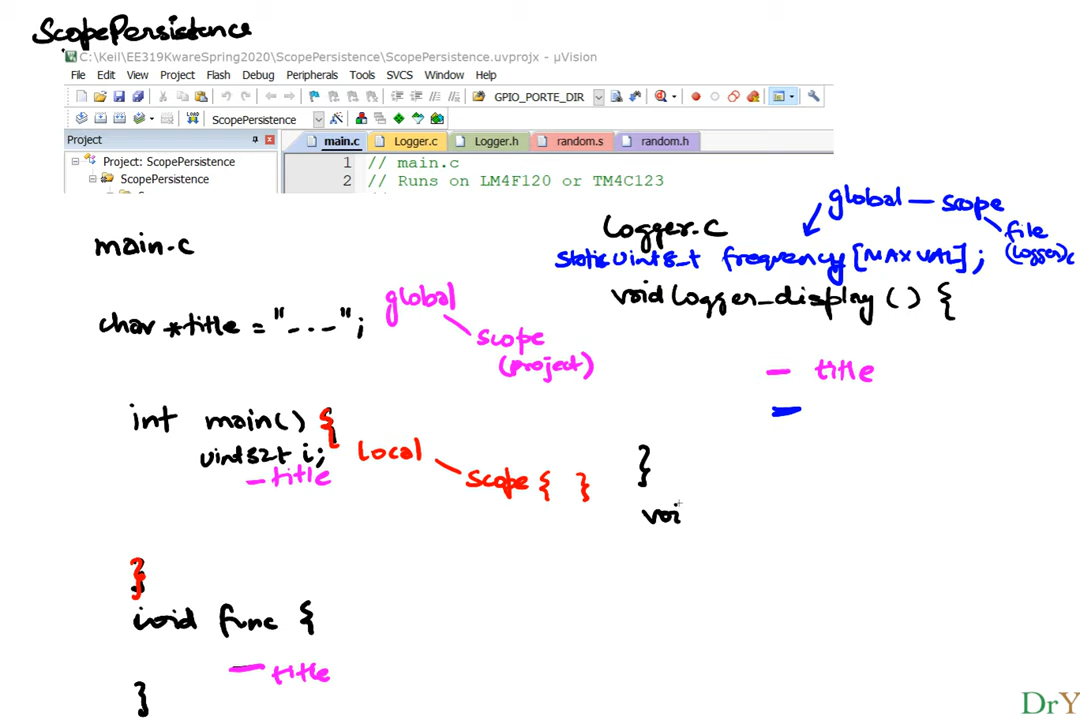 ScopePersistence
C:\Keil\EE319KwareSpring2020\ScopePersistence\ScopePersistence.uvprojx - µVision
File Edit View Project Flash Debug Peripherals Tools SVCS Window Help
GPIO_PORTE_DIR
LOAD ScopePersistence
Project
main.c Logger.c Logger.h random.s random.h
Project: ScopePersistence
ScopePersistence
1 // main.c
2 // Runs on LM4F120 or TM4C123
global — scope
file
(logger).c
main.c
logger.c
static uint8_t frequency[MAXVAL];
void logger_display () {
global
char *title = "---";
scope
(project)
— title
int main() {
uint32t i;
local
— title
scope { }
}
voi
}
void func {
— title
}
DrY